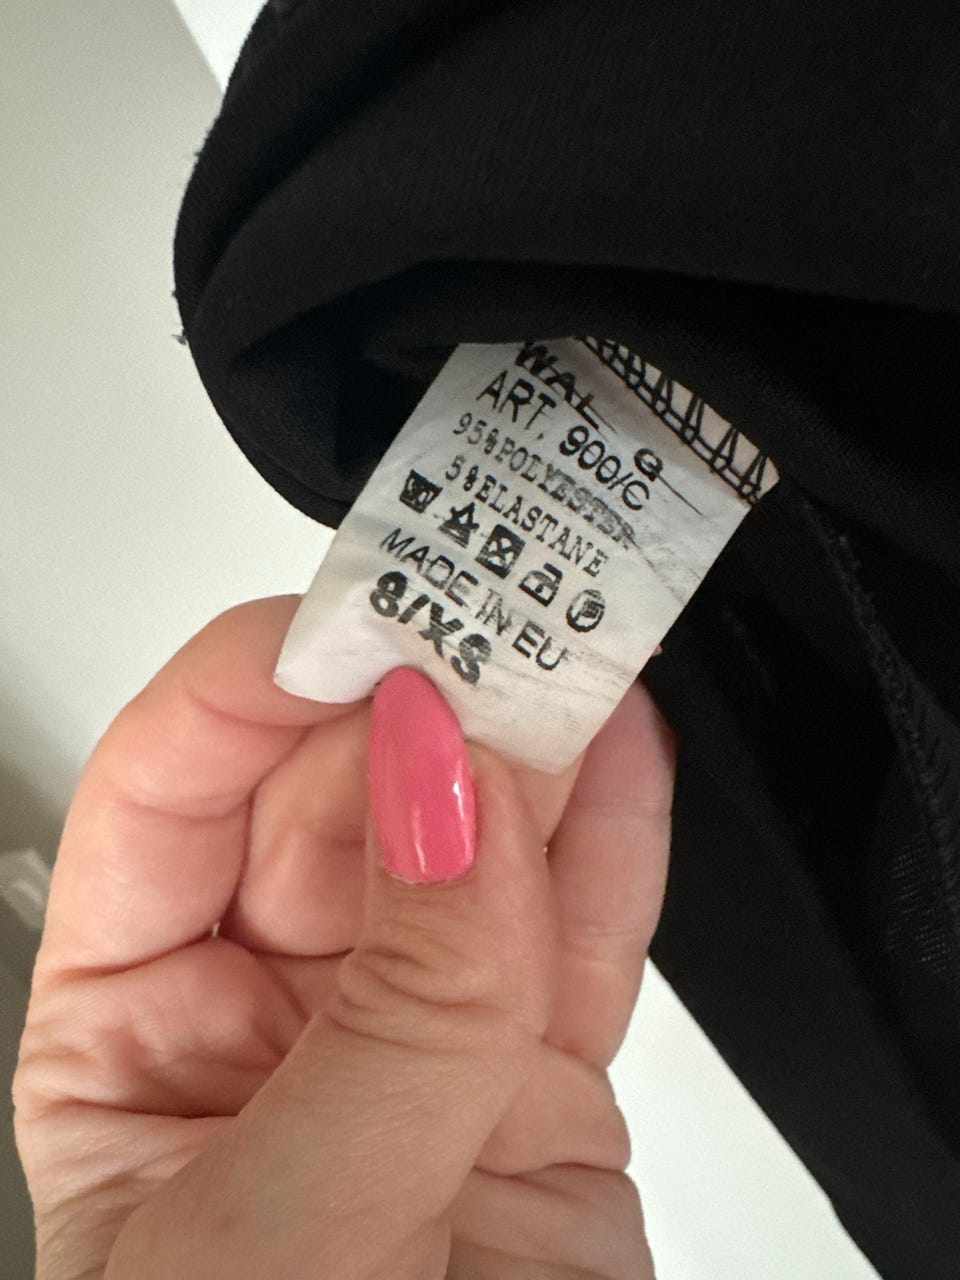 WAL G
ART. 900/C
95%POLYESTER
5%ELASTANE
MADE IN EU
8/XS